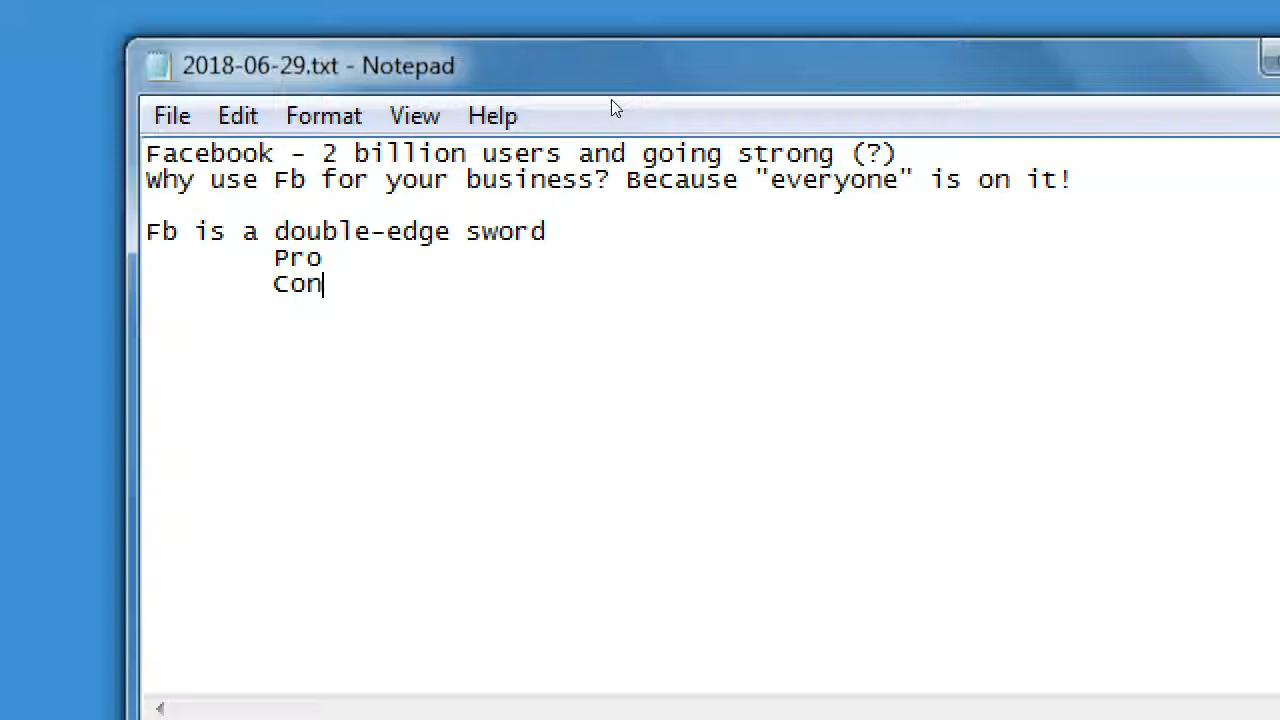 2018-06-29.txt - Notepad
File Edit Format View Help
Facebook - 2 billion users and going strong (?)
Why use Fb for your business? Because "everyone" is on it!
Fb is a double-edge sword
Pro
Con